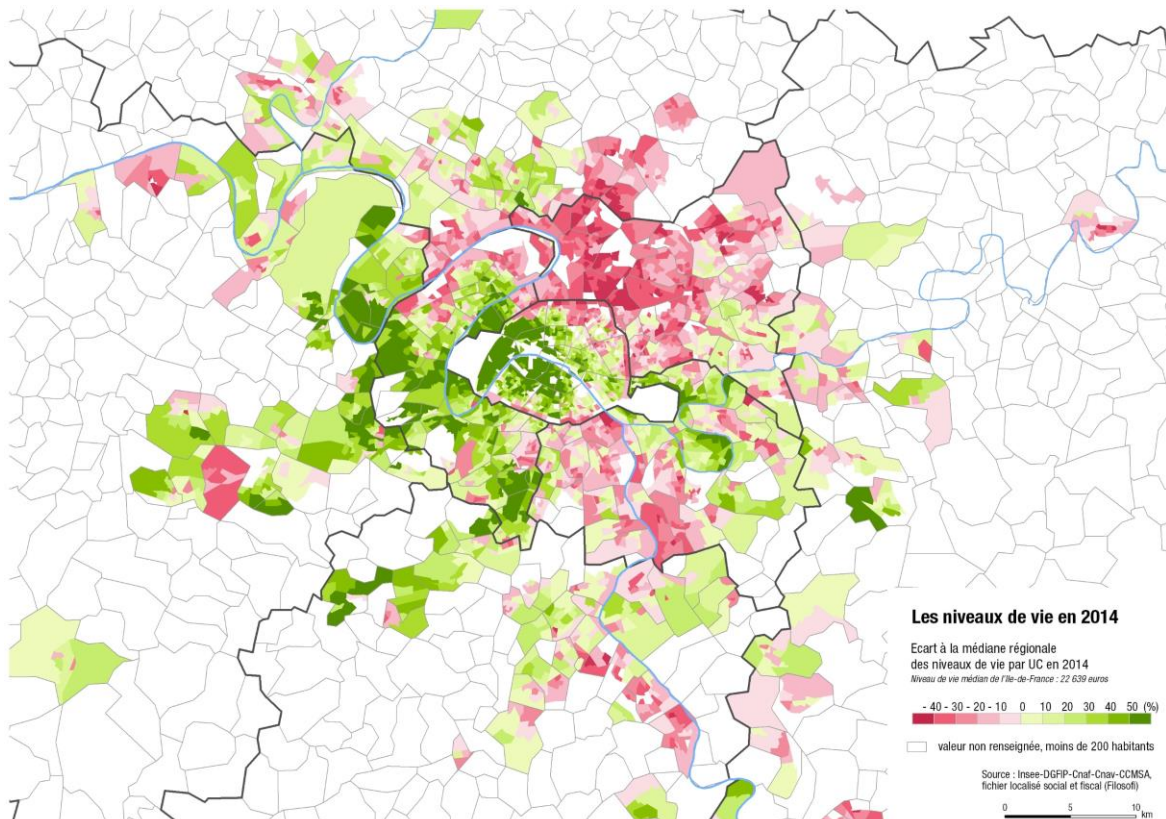 Les niveaux de vie en 2014
Ecart à la médiane régionale
des niveaux de vie par UC en 2014
Niveau de vie médian de l'Ile-de-France : 22 639 euros
- 40 - 30 - 20 - 10 0 10 20 30 40 50 (%)
valeur non renseignée, moins de 200 habitants
Source : Insee-DGFiP-Cnaf-Cnav-CCMSA,
fichier localisé social et fiscal (Filosofi)
0 5 10
km